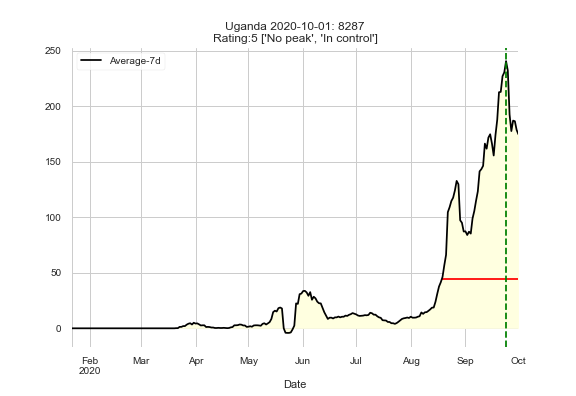 Uganda 2020-10-01: 8287
Rating:5 ['No peak', 'In control']
Average-7d
250
200
150
100
50
0
Feb Mar Apr May Jun Jul Aug Sep Oct
2020
Date